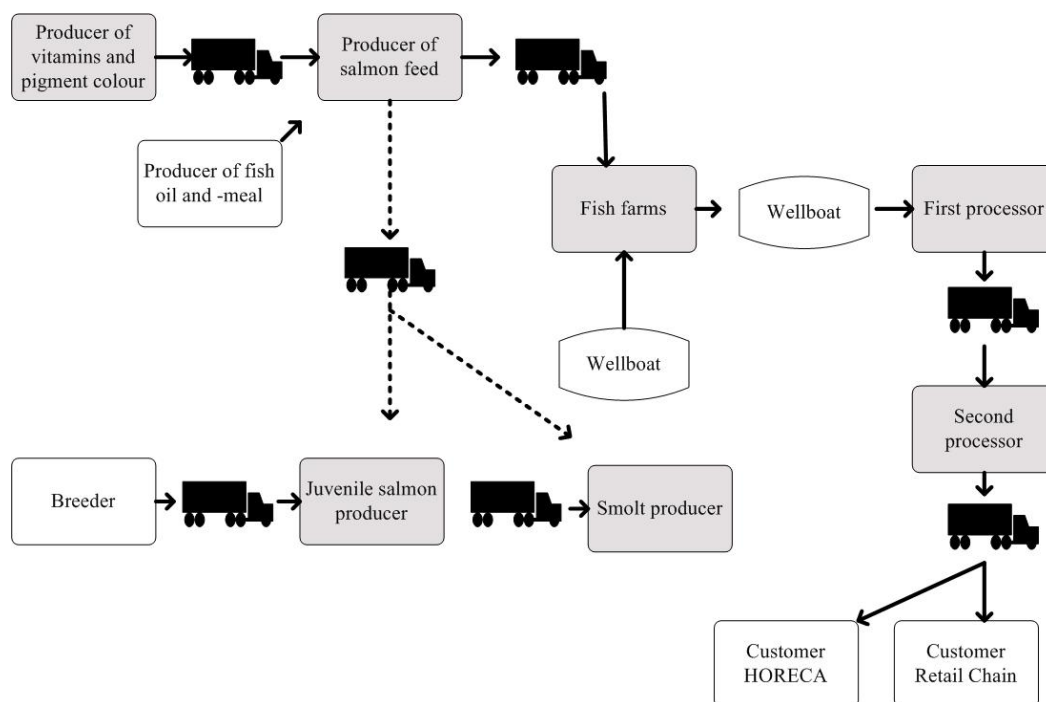 Producer of
vitamins and
pigment colour
Producer of
salmon feed
Producer of fish
oil and -meal
Fish farms
Wellboat
First processor
Wellboat
Second
processor
Breeder
Juvenile salmon
producer
Smolt producer
Customer
HORECA
Customer
Retail Chain